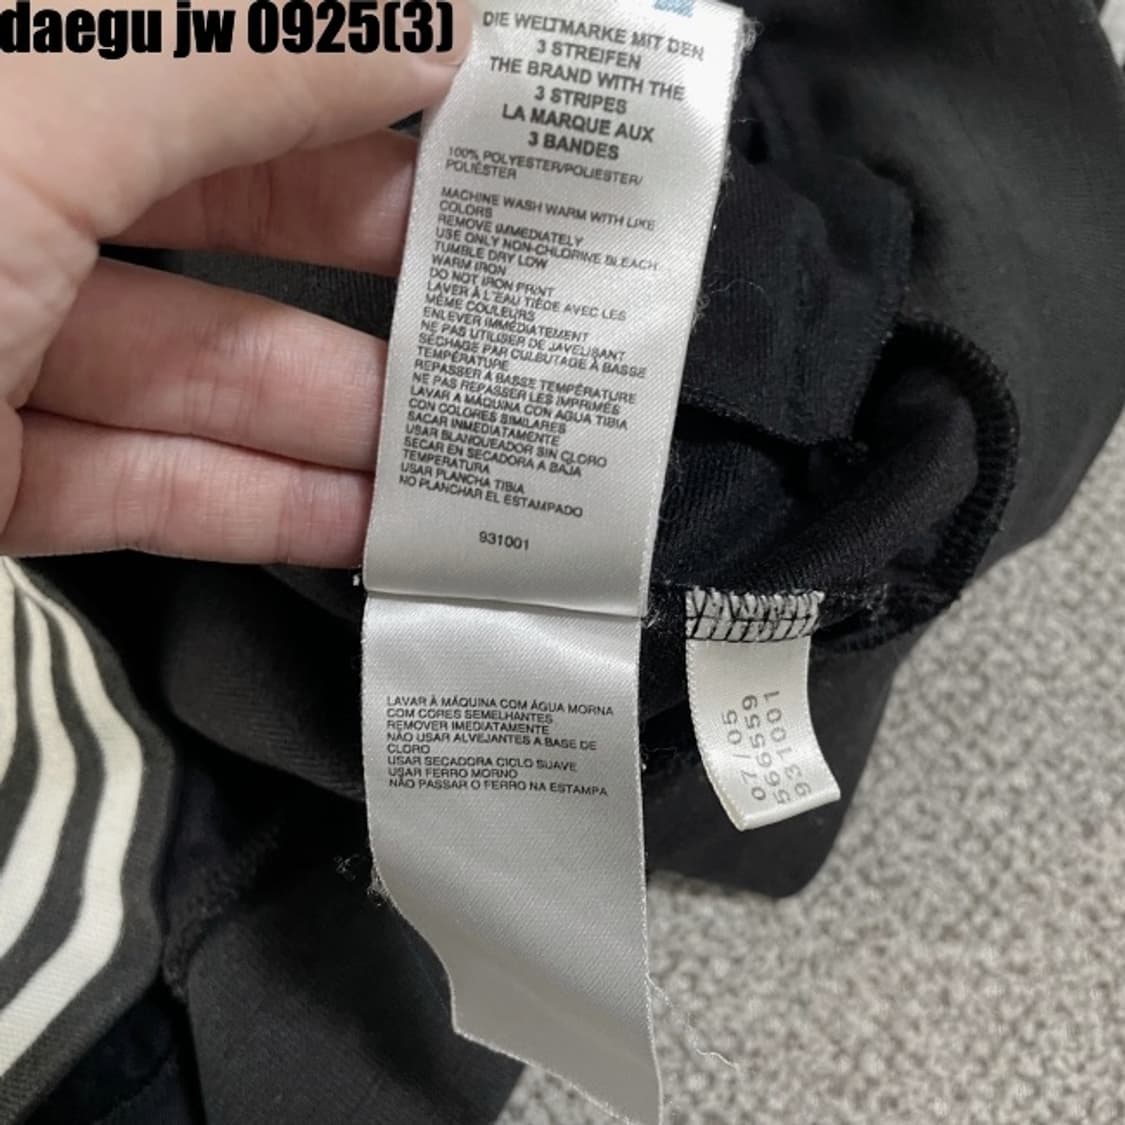 daegu jw 0925(3)
DIE WELTMARKE MIT DEN
3 STREIFEN
THE BRAND WITH THE
3 STRIPES
LA MARQUE AUX
3 BANDES
100% POLYESTER/POLIESTER/
POLIÉSTER
MACHINE WASH WARM WITH LIKE
COLORS
REMOVE IMMEDIATELY
USE ONLY NON-CHLORINE BLEACH
TUMBLE DRY LOW
WARM IRON
DO NOT IRON PRINT
LAVER À L'EAU TIÈDE AVEC LES
MÊME COULEURS
ENLEVER IMMÉDIATEMENT
NE PAS UTILISER DE JAVELISANT
SÉCHAGE PAR CULBUTAGE À BASSE
TEMPÉRATURE
REPASSER À BASSE TEMPÉRATURE
NE PAS REPASSER LES IMPRIMÉS
LAVAR A MÁQUINA CON AGUA TIBIA
CON COLORES SIMILARES
SACAR INMEDIATAMENTE
USAR BLANQUEADOR SIN CLORO
SECAR EN SECADORA A BAJA
TEMPERATURA
USAR PLANCHA TIBIA
NO PLANCHAR EL ESTAMPADO
931001
LAVAR À MÁQUINA COM ÁGUA MORNA
COM CORES SEMELHANTES
REMOVER IMEDIATAMENTE
NÃO USAR ALVEJANTES A BASE DE
CLORO
USAR SECADORA CICLO SUAVE
USAR FERRO MORNO
NÃO PASSAR O FERRO NA ESTAMPA
07/05
566559
931001